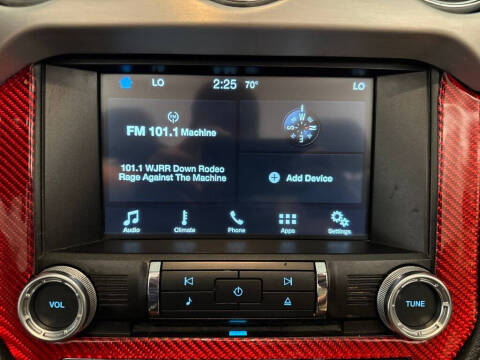 LO 2:25 70° LO
FM 101.1 Machine
101.1 WJRR Down Rodeo
Rage Against The Machine
Add Device
Audio Climate Phone Apps Settings
VOL
TUNE